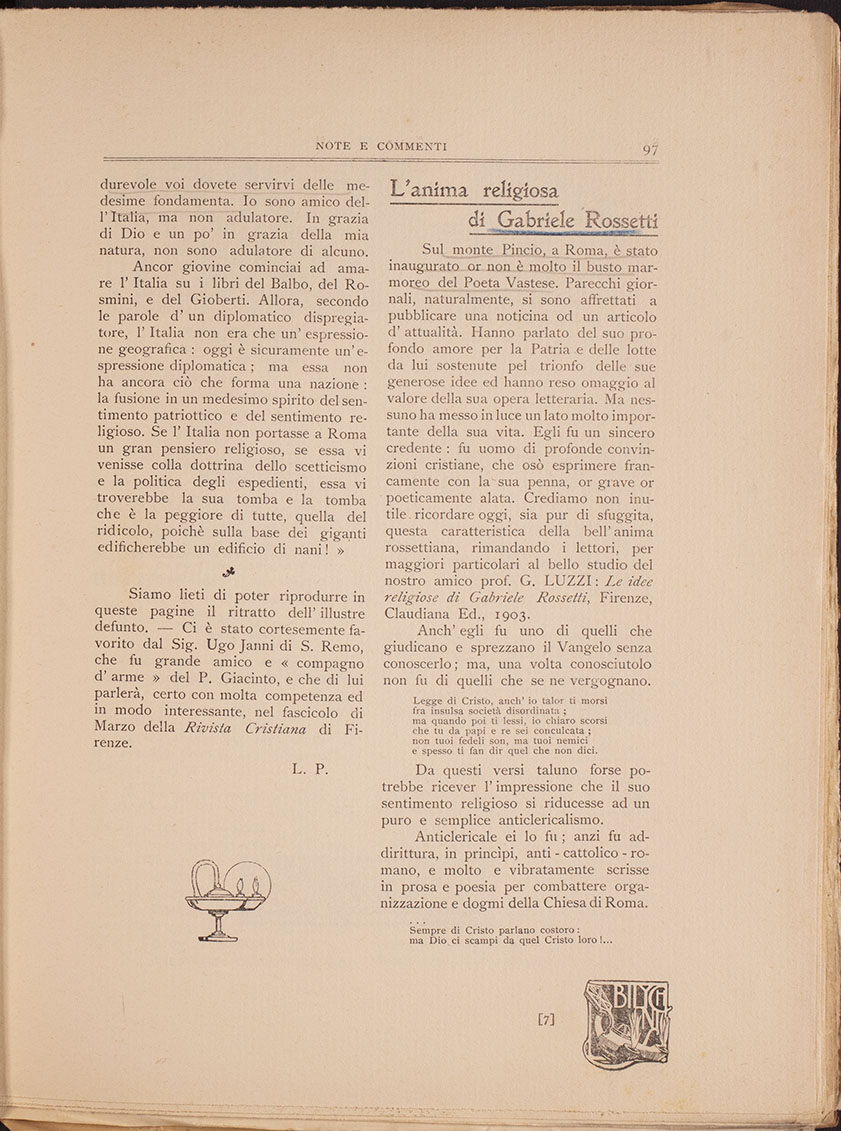 NOTE E COMMENTI
97
durevole voi dovete servirvi delle me-
desime fondamenta. Io sono amico del-
l' Italia, ma non adulatore. In grazia
di Dio e un po' in grazia della mia
natura, non sono adulatore di alcuno.
Ancor giovine cominciai ad ama-
re l' Italia su i libri del Balbo, del Ro-
smini, e del Gioberti. Allora, secondo
le parole d' un diplomatico dispregia-
tore, l' Italia non era che un' espressio-
ne geografica : oggi è sicuramente un'e-
spressione diplomatica ; ma essa non
ha ancora ciò che forma una nazione :
la fusione in un medesimo spirito del sen-
timento patriottico e del sentimento re-
ligioso. Se l' Italia non portasse a Roma
un gran pensiero religioso, se essa vi
venisse colla dottrina dello scetticismo
e la politica degli espedienti, essa vi
troverebbe la sua tomba e la tomba
che è la peggiore di tutte, quella del
ridicolo, poichè sulla base dei giganti
edificherebbe un edificio di nani ! »
Siamo lieti di poter riprodurre in
queste pagine il ritratto dell' illustre
defunto. — Ci è stato cortesemente fa-
vorito dal Sig. Ugo Janni di S. Remo,
che fu grande amico e « compagno
d' arme » del P. Giacinto, e che di lui
parlerà, certo con molta competenza ed
in modo interessante, nel fascicolo di
Marzo della Rivista Cristiana di Fi-
renze.
L. P.
L'anima religiosa
di Gabriele Rossetti
Sul monte Pincio, a Roma, è stato
inaugurato or non è molto il busto mar-
moreo del Poeta Vastese. Parecchi gior-
nali, naturalmente, si sono affrettati a
pubblicare una noticina od un articolo
d' attualità. Hanno parlato del suo pro-
fondo amore per la Patria e delle lotte
da lui sostenute pel trionfo delle sue
generose idee ed hanno reso omaggio al
valore della sua opera letteraria. Ma nes-
suno ha messo in luce un lato molto impor-
tante della sua vita. Egli fu un sincero
credente : fu uomo di profonde convin-
zioni cristiane, che osò esprimere fran-
camente con la sua penna, or grave or
poeticamente alata. Crediamo non inu-
tile ricordare oggi, sia pur di sfuggita,
questa caratteristica della bell' anima
rossettiana, rimandando i lettori, per
maggiori particolari al bello studio del
nostro amico prof. G. LUZZI : Le idee
religiose di Gabriele Rossetti, Firenze,
Claudiana Ed., 1903.
Anch' egli fu uno di quelli che
giudicano e sprezzano il Vangelo senza
conoscerlo ; ma, una volta conosciutolo
non fu di quelli che se ne vergognano.
Legge di Cristo, anch' io talor ti morsi
fra insulsa società disordinata ;
ma quando poi ti lessi, io chiaro scorsi
che tu da papi e re sei conculcata ;
non tuoi fedeli son, ma tuoi nemici
e spesso ti fan dir quel che non dici.
Da questi versi taluno forse po-
trebbe ricever l' impressione che il suo
sentimento religioso si riducesse ad un
puro e semplice anticlericalismo.
Anticlericale ei lo fu ; anzi fu ad-
dirittura, in princìpi, anti - cattolico - ro-
mano, e molto e vibratamente scrisse
in prosa e poesia per combattere orga-
nizzazione e dogmi della Chiesa di Roma.
. . .
Sempre di Cristo parlano costoro :
ma Dio ci scampi da quel Cristo loro !...
[7]
BILYCH
NIS